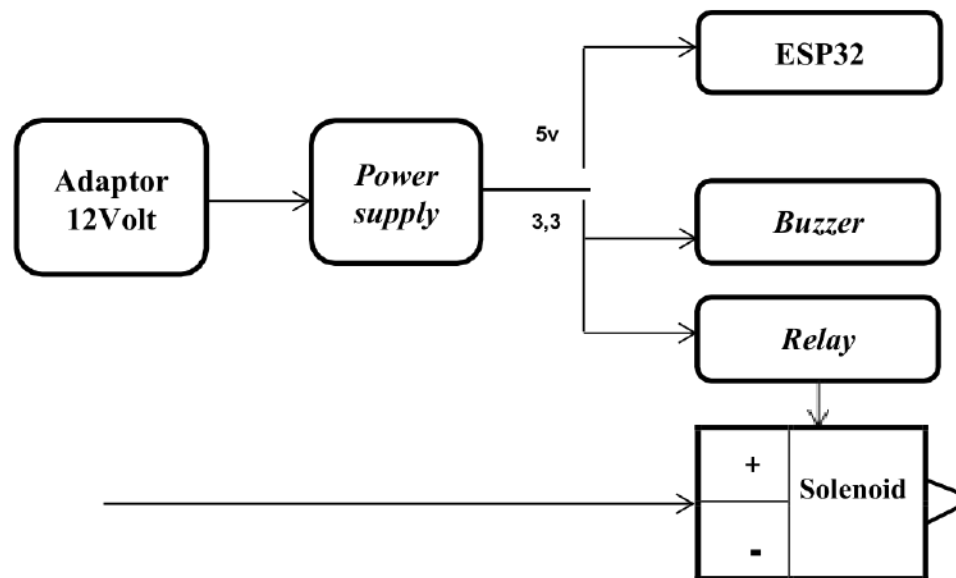 ESP32
5v
Adaptor
12Volt
Power
supply
3,3
Buzzer
Relay
+
Solenoid
-